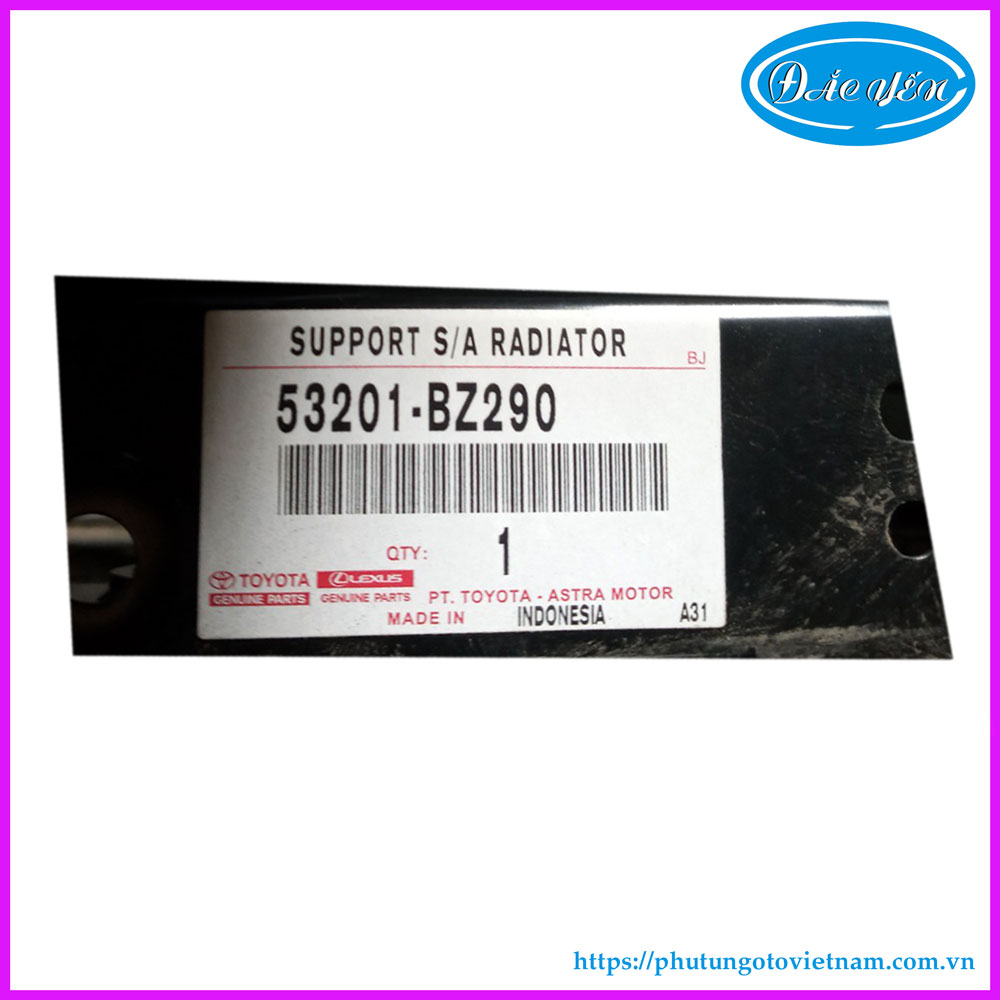 ĐẮC YẾN
SUPPORT S/A RADIATOR
BJ
53201-BZ290
QTY: 1
TOYOTA LEXUS
GENUINE PARTS GENUINE PARTS PT. TOYOTA - ASTRA MOTOR
MADE IN INDONESIA A31
https://phutungotovietnam.com.vn